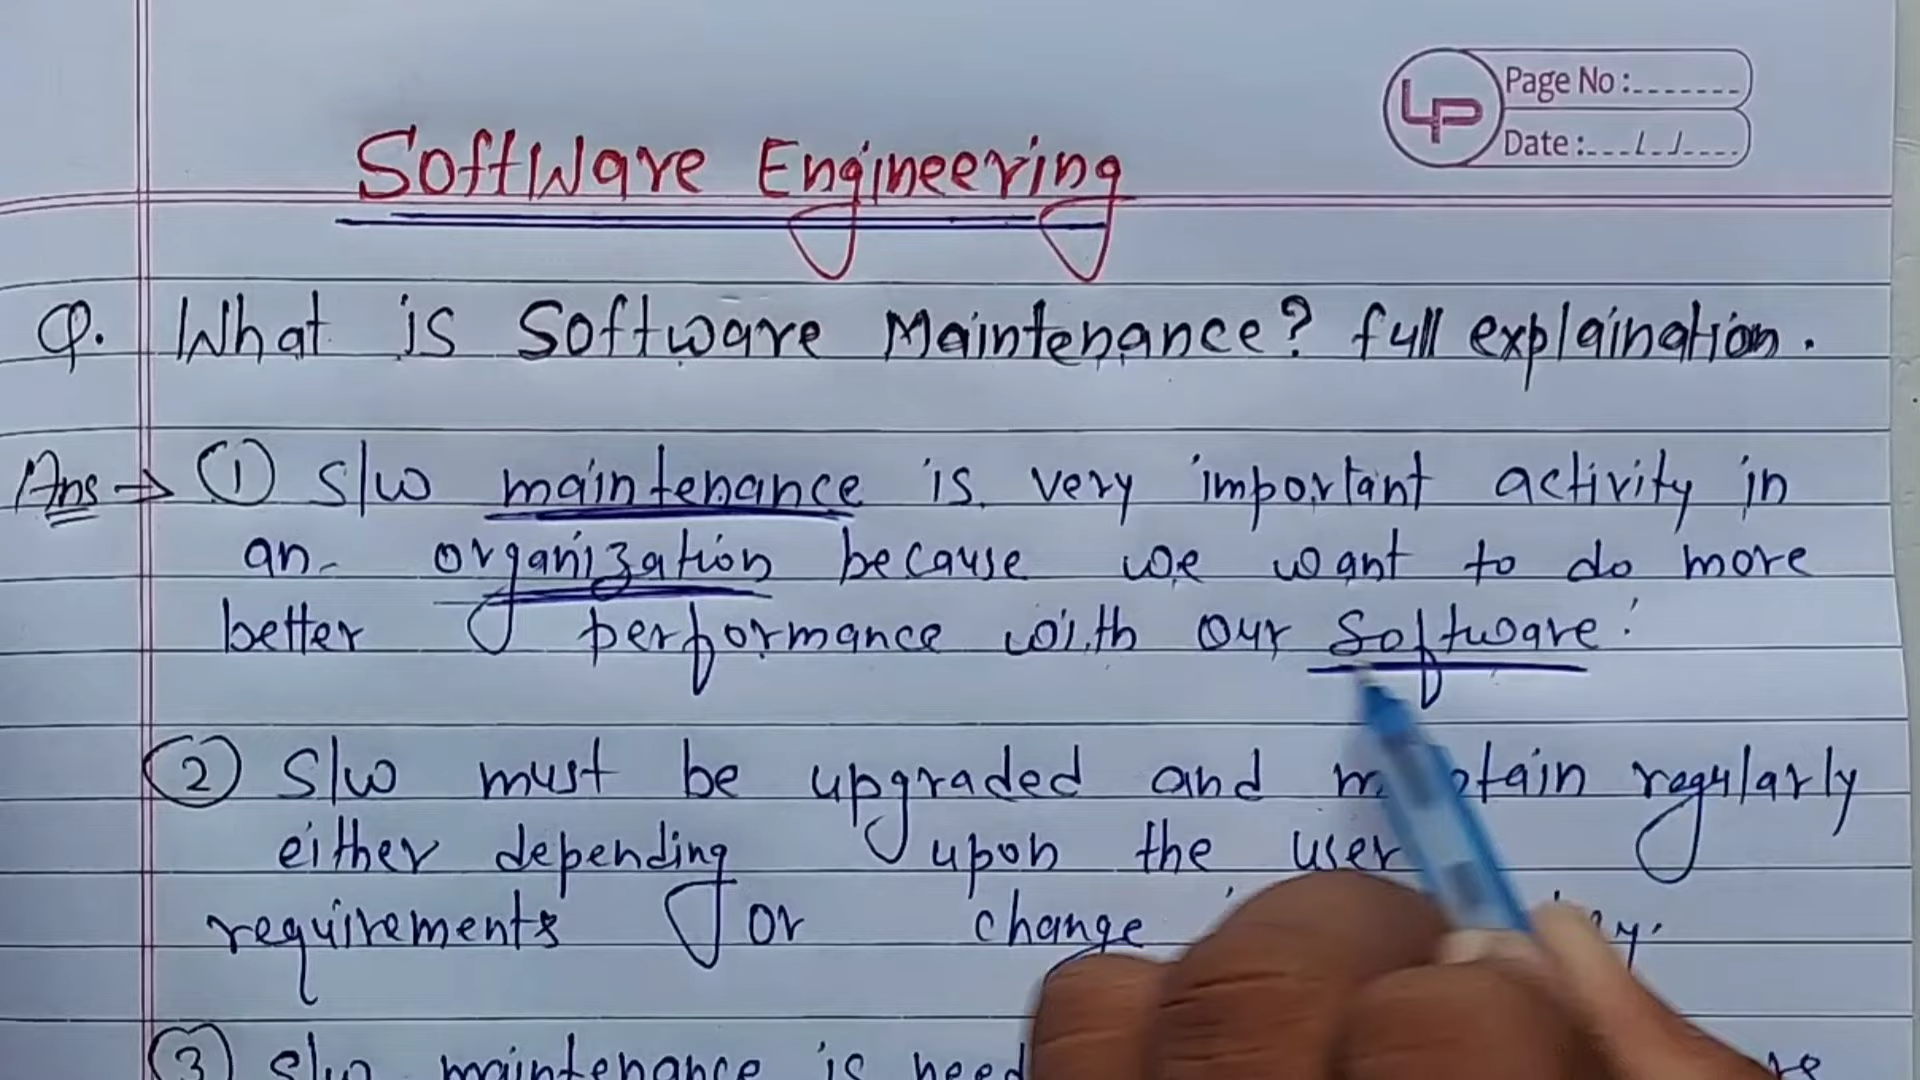 LP
Page No :-------
Date :---/--/----
Software Engineering
Q. What is Software Maintenance? full explaination.
Ans → ① S/w maintenance is very important activity in
an organization because we want to do more
better performance with our software.
② S/w must be upgraded and regularly
either depending upon the user
requirements or change
③ S/w maintenance is